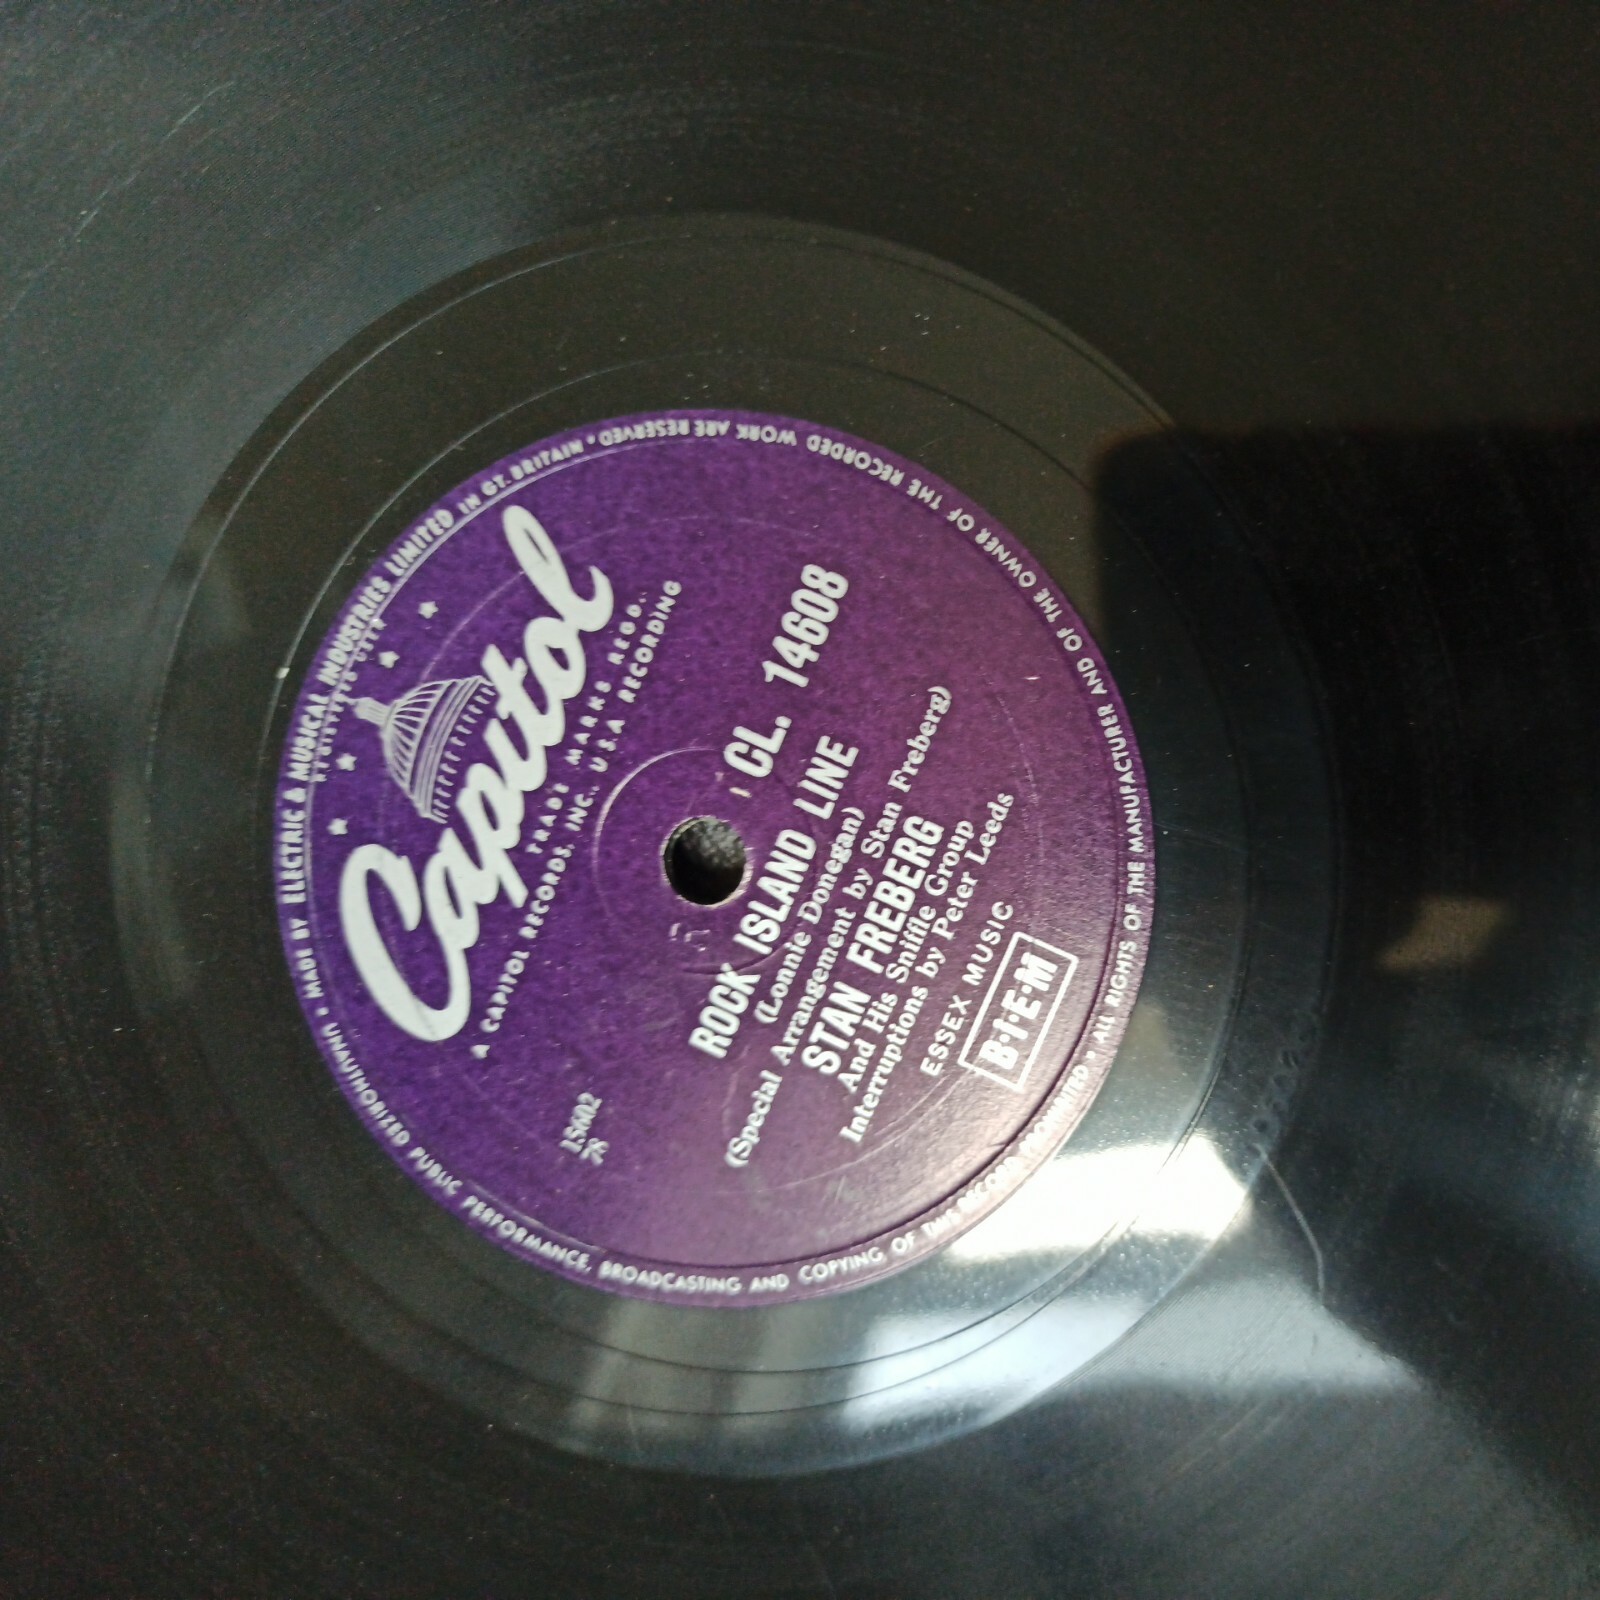 MADE BY ELECTRIC & MUSICAL INDUSTRIES LIMITED IN GT. BRITAIN •
Capitol
TRADE MARKS REGD.
A CAPITOL RECORDS, INC., U.S.A. RECORDING
CL. 14608
ROCK ISLAND LINE
(Lonnie Donegan)
(Special Arrangement by Stan Freberg)
STAN FREBERG
And His Sniffle Group
Interruptions by Peter Leeds
ESSEX MUSIC
B·I·E·M
15602
• ALL RIGHTS OF THE MANUFACTURER AND OF THE OWNER OF THE RECORDED WORK ARE RESERVED •
• UNAUTHORIZED PUBLIC PERFORMANCE, BROADCASTING AND COPYING OF THIS RECORD PROHIBITED •